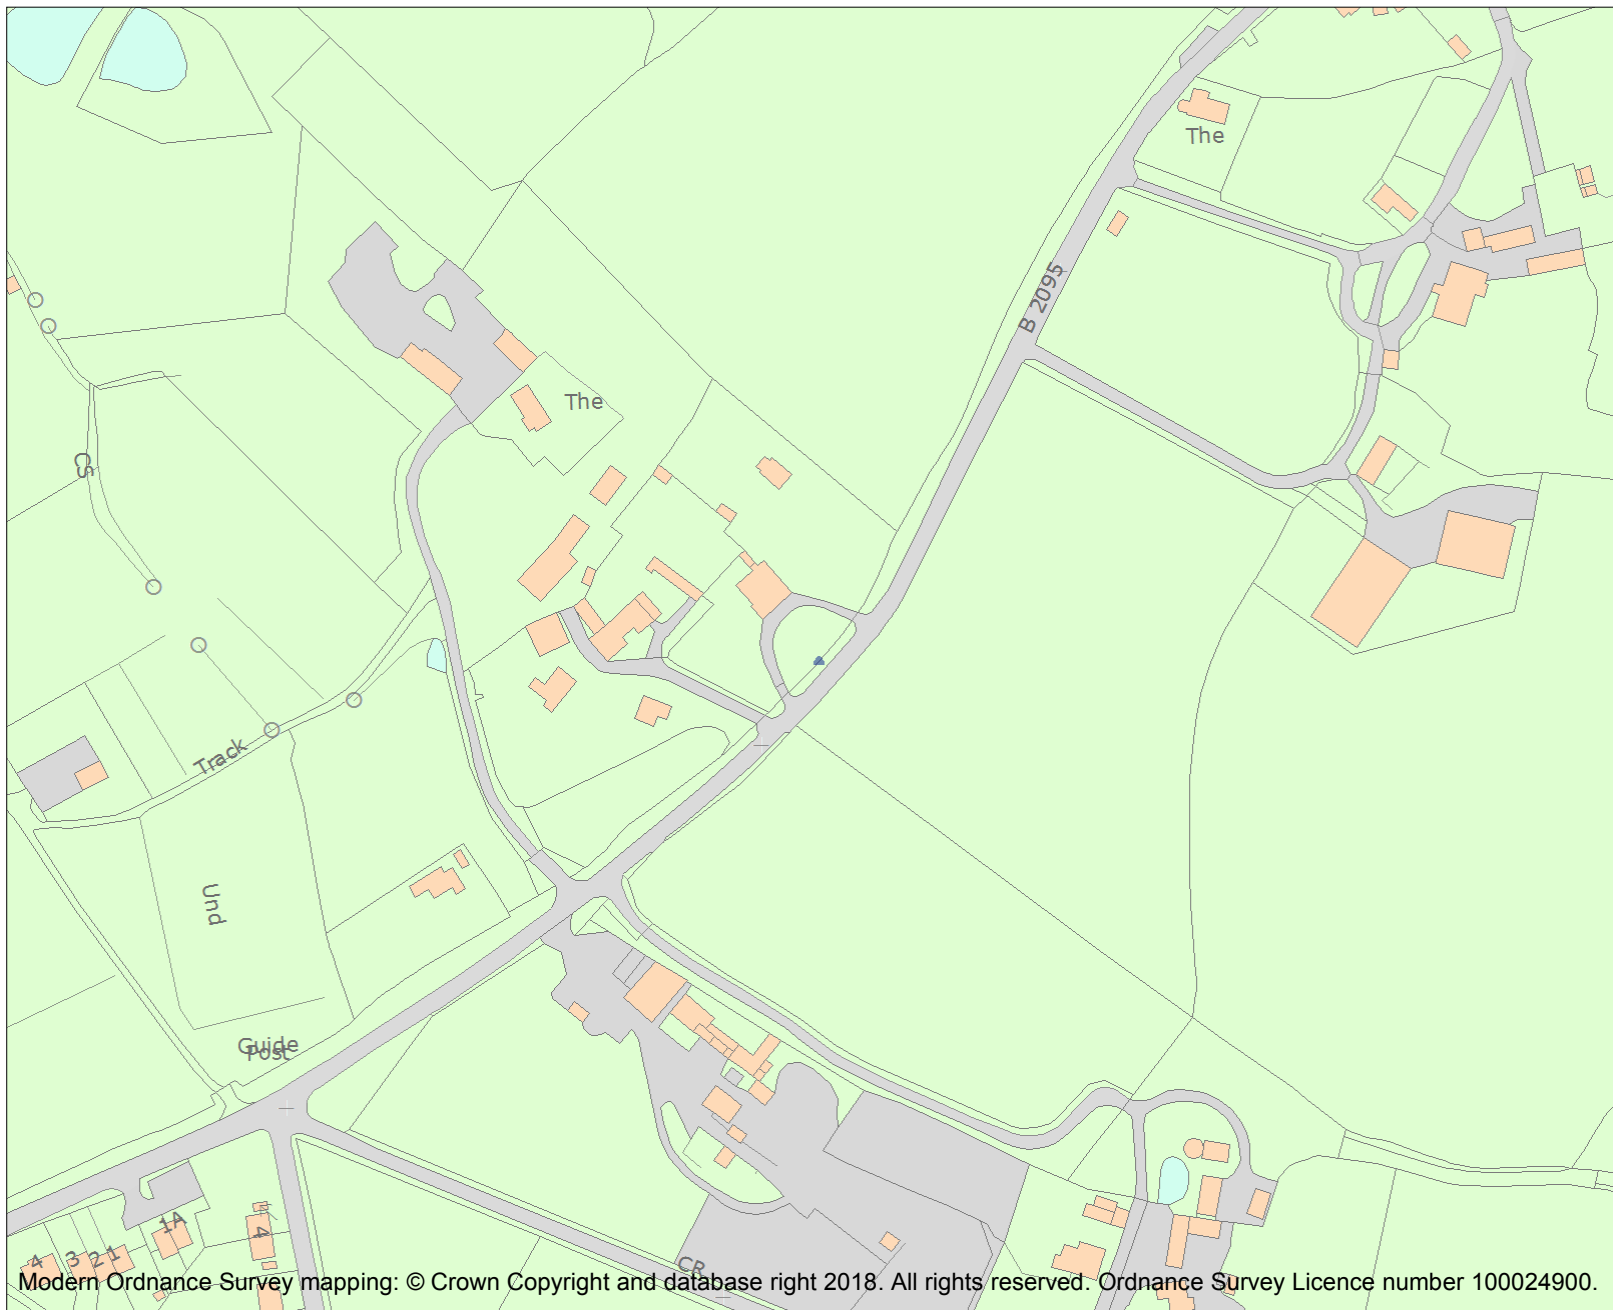 The
B 2095
The
CS
Track
Und
Guide
Post
1A
4
4 3 2 1
CR
Modern Ordnance Survey mapping: © Crown Copyright and database right 2018. All rights reserved. Ordnance Survey Licence number 100024900.